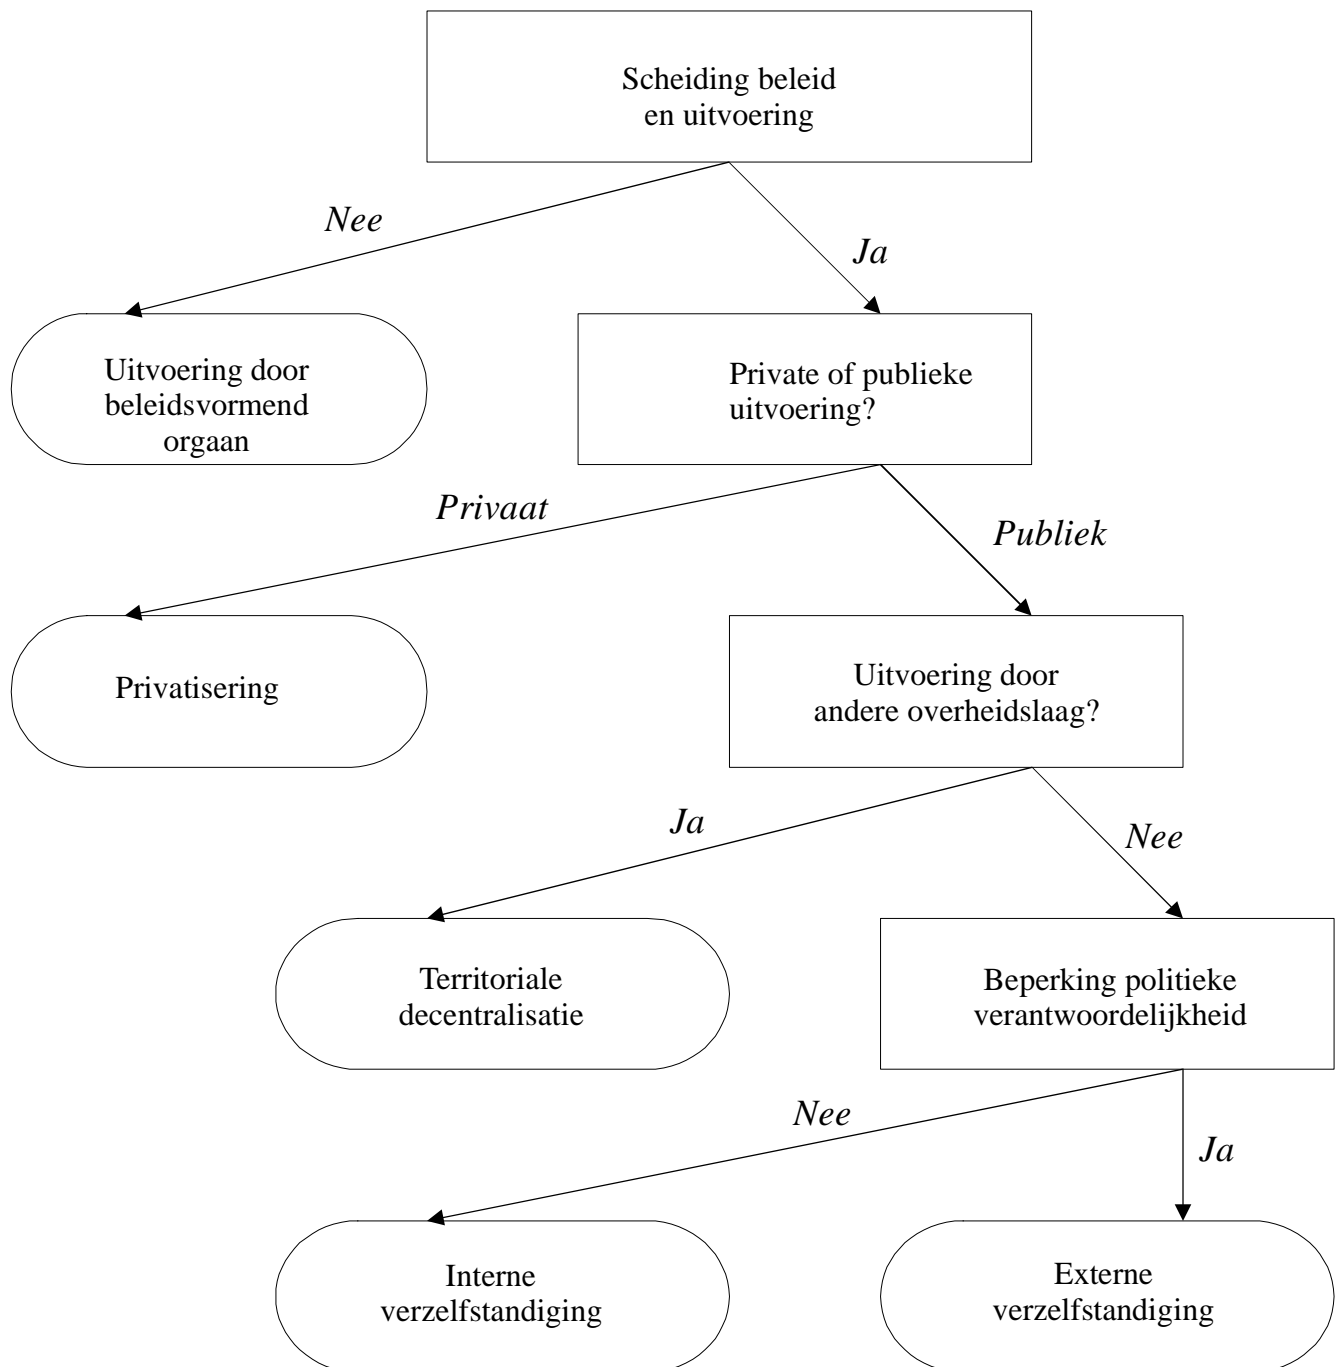 Scheiding beleid
en uitvoering
Nee
Ja
Uitvoering door
beleidsvormend
orgaan
Private of publieke
uitvoering?
Privaat
Publiek
Privatisering
Uitvoering door
andere overheidslaag?
Ja
Nee
Territoriale
decentralisatie
Beperking politieke
verantwoordelijkheid
Nee
Ja
Interne
verzelfstandiging
Externe
verzelfstandiging